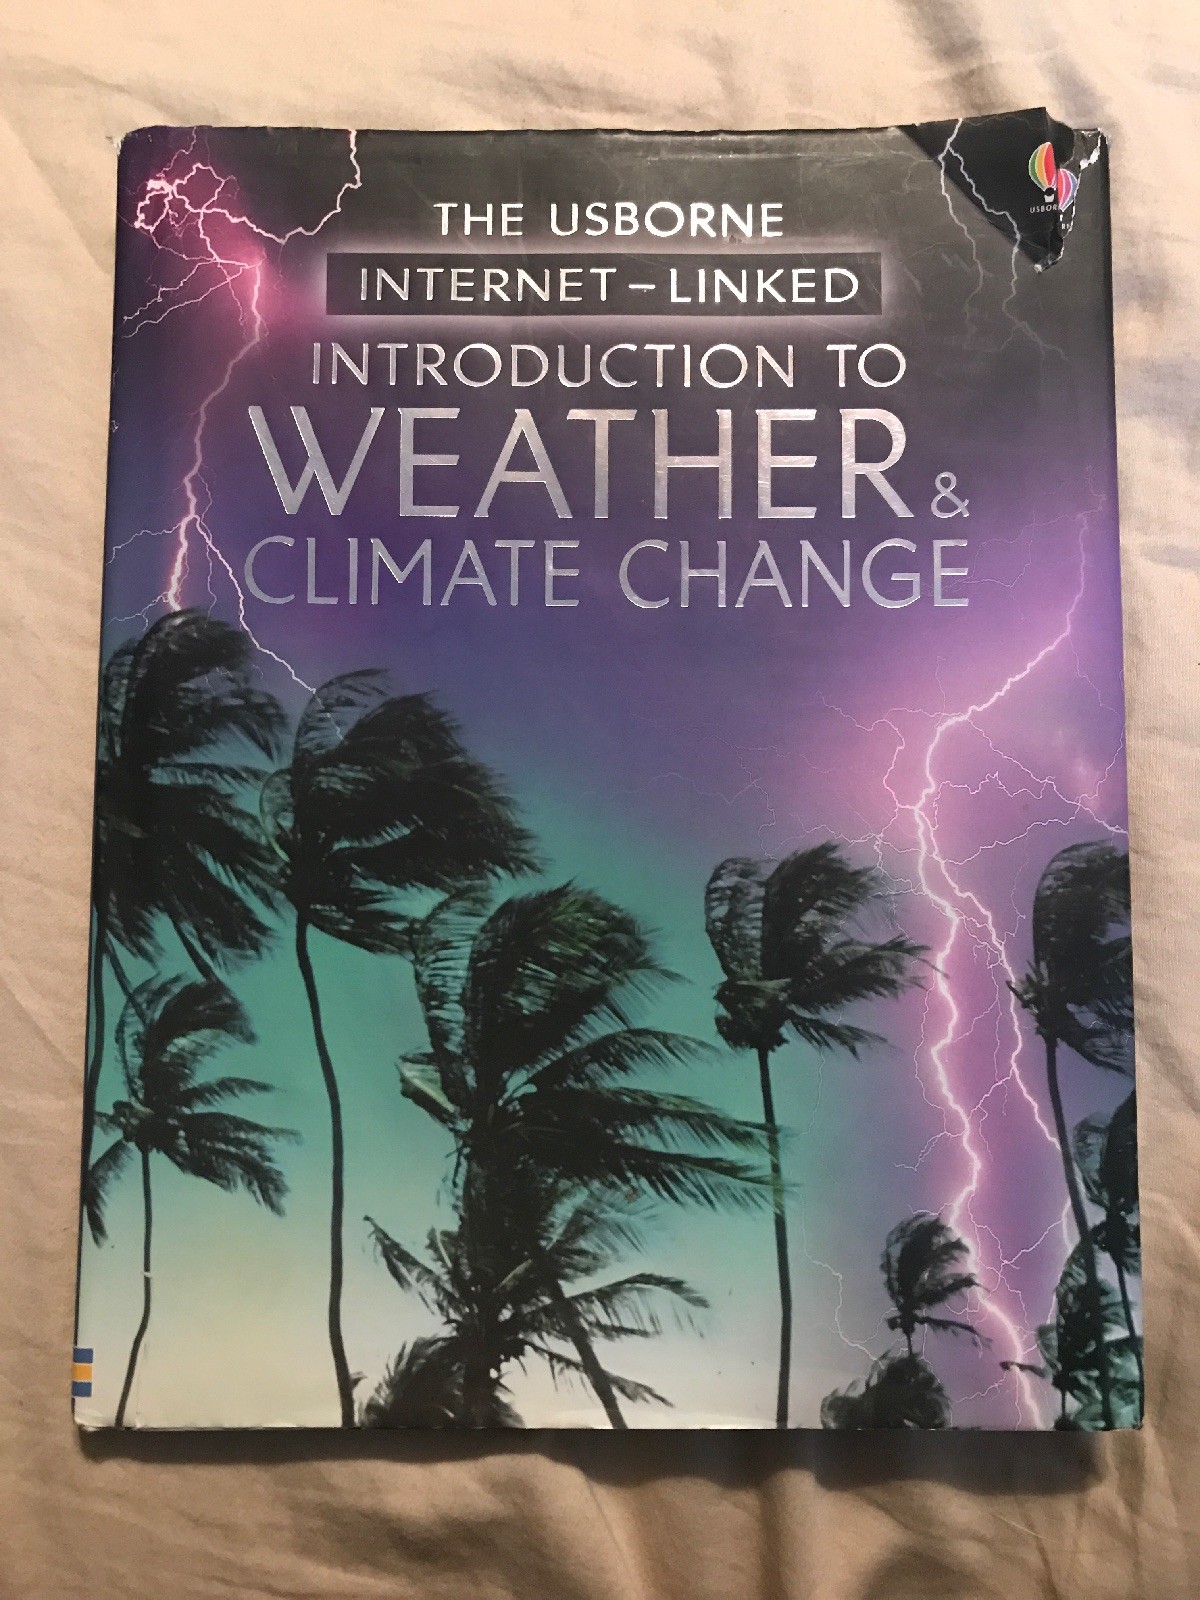 THE USBORNE
INTERNET-LINKED
INTRODUCTION TO
WEATHER &
CLIMATE CHANGE